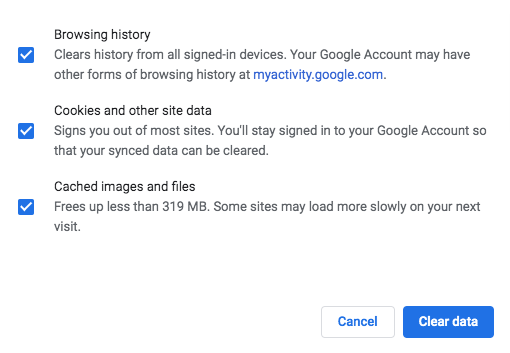 Browsing history
Clears history from all signed-in devices. Your Google Account may have
other forms of browsing history at myactivity.google.com.
Cookies and other site data
Signs you out of most sites. You'll stay signed in to your Google Account so
that your synced data can be cleared.
Cached images and files
Frees up less than 319 MB. Some sites may load more slowly on your next
visit.
Cancel
Clear data